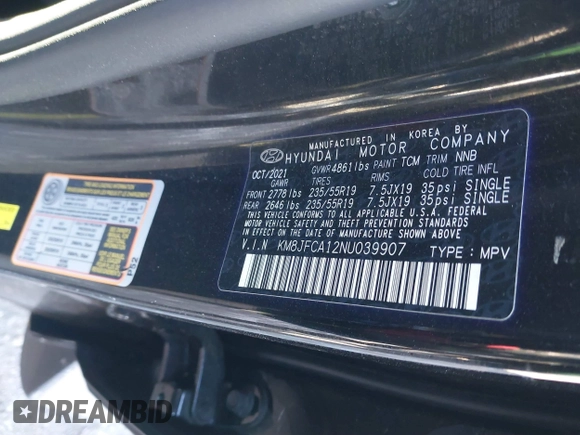 MANUFACTURED IN KOREA BY
HYUNDAI MOTOR COMPANY
OCT/2021 GVWR4861lbs PAINT TCM TRIM NNB
GAWR TIRES RIMS COLD TIRE INFL
FRONT 2778lbs 235/55R19 7.5JX19 35psi SINGLE
REAR 2646lbs 235/55R19 7.5JX19 35psi SINGLE
THIS VEHICLE CONFORMS TO ALL APPLICABLE U.S.A. FEDERAL
MOTOR VEHICLE SAFETY AND THEFT PREVENTION STANDARDS
IN EFFECT ON THE DATE OF MANUFACTURE SHOWN ABOVE.
V.I.N KM8JFCA12NU039907 TYPE: MPV
DREAMBID